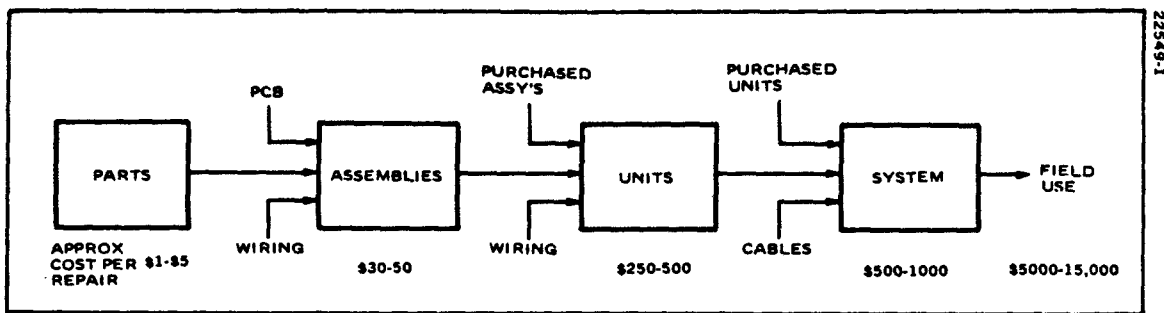 22549-1
PURCHASED
ASSY'S
PURCHASED
UNITS
PCB
PARTS
ASSEMBLIES
UNITS
SYSTEM
FIELD
USE
WIRING
WIRING
CABLES
APPROX
COST PER $1-$5
REPAIR
$30-50
$250-500
$500-1000
$5000-15,000